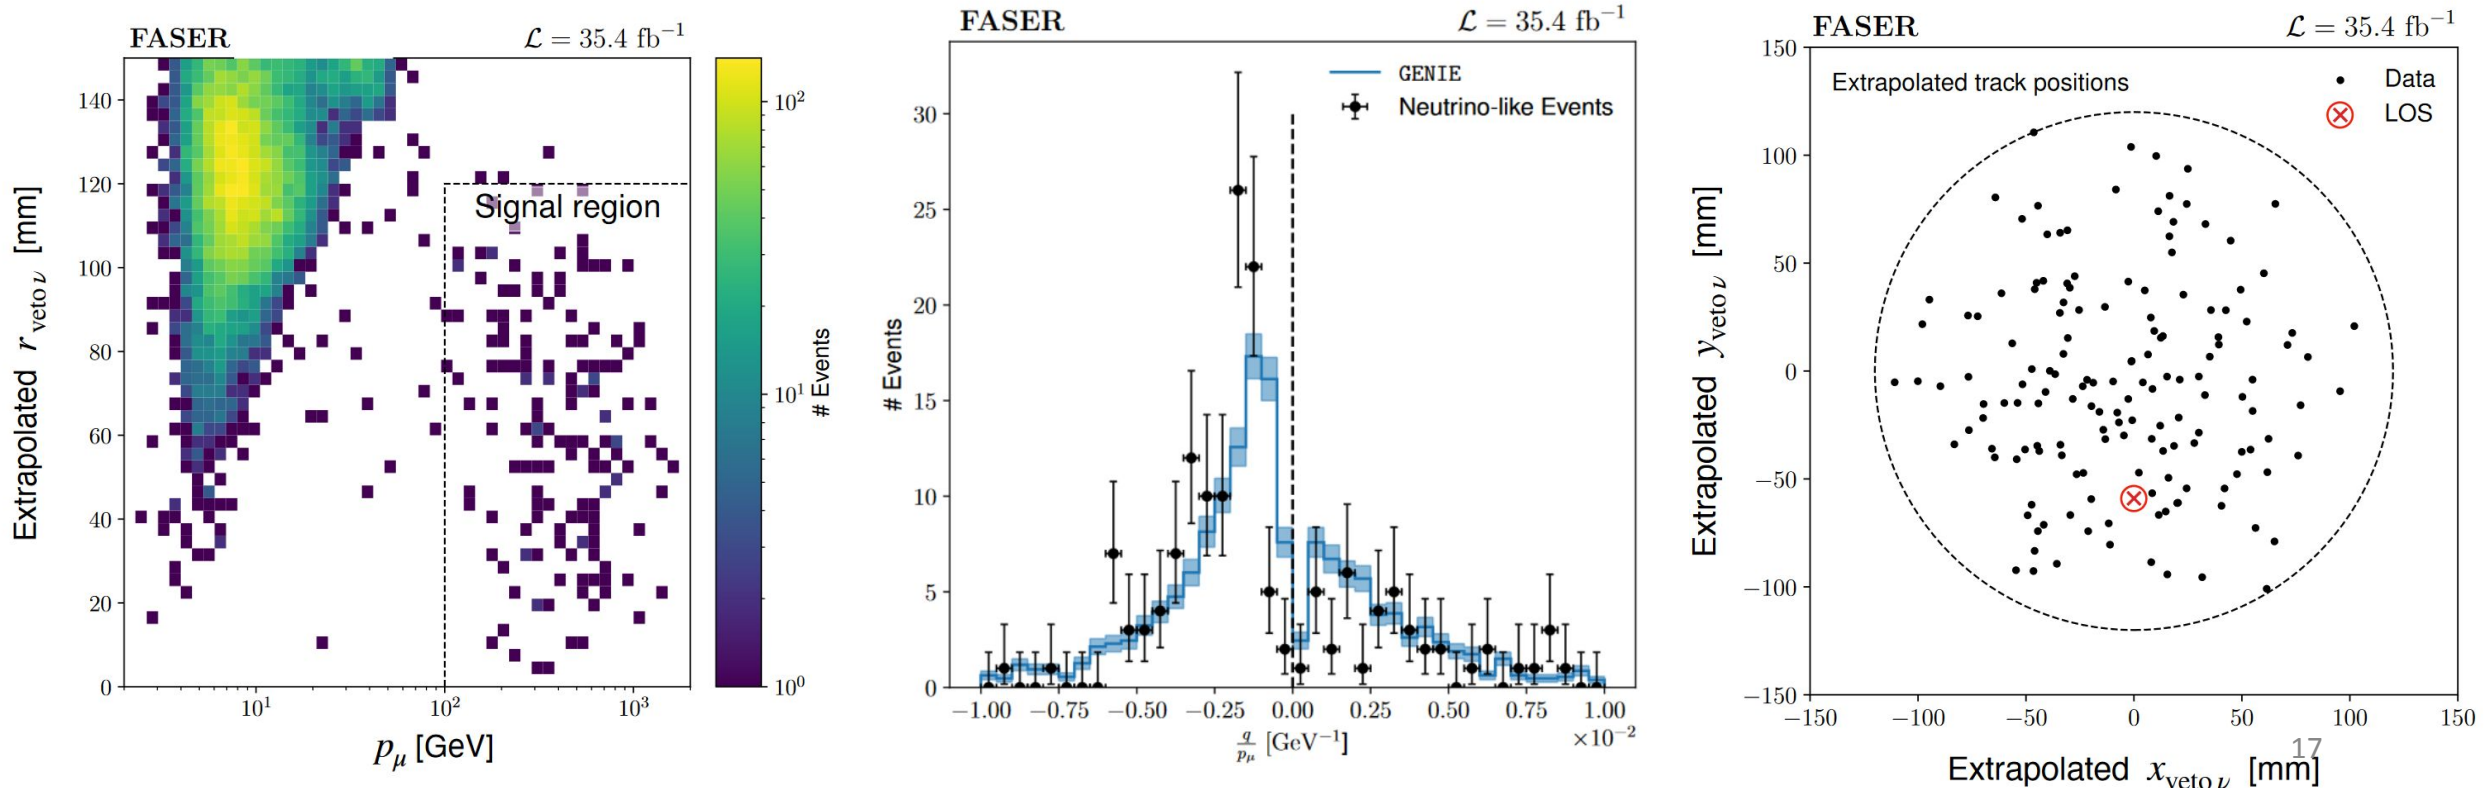 FASER
ℒ = 35.4 fb⁻¹
140
120
100
80
60
40
20
0
Extrapolated r_veto ν [mm]
Signal region
10¹
10²
10³
p_μ [GeV]
10²
10¹
10⁰
# Events
FASER
ℒ = 35.4 fb⁻¹
GENIE
Neutrino-like Events
30
25
20
15
10
5
0
# Events
−1.00 −0.75 −0.50 −0.25 0.00 0.25 0.50 0.75 1.00
×10⁻²
q/p_μ [GeV⁻¹]
FASER
ℒ = 35.4 fb⁻¹
Extrapolated track positions
Data
LOS
150
100
50
0
−50
−100
−150
Extrapolated y_veto ν [mm]
−150 −100 −50 0 50 100 150
17
Extrapolated x_veto ν [mm]